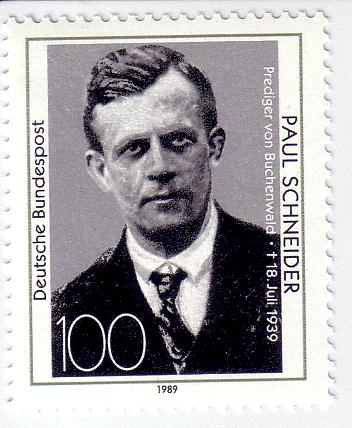 Deutsche Bundespost
PAUL SCHNEIDER
Prediger von Buchenwald · † 18. Juli 1939
100
1989